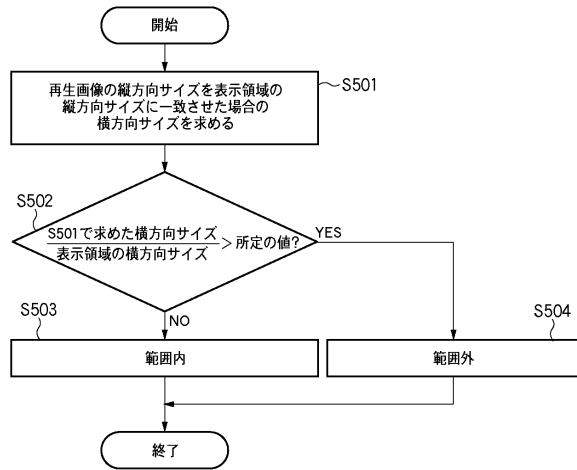 開始
再生画像の縦方向サイズを表示領域の
縦方向サイズに一致させた場合の
横方向サイズを求める
S501
S502
S501で求めた横方向サイズ
表示領域の横方向サイズ
>所定の値?
YES
NO
S503
範囲内
S504
範囲外
終了